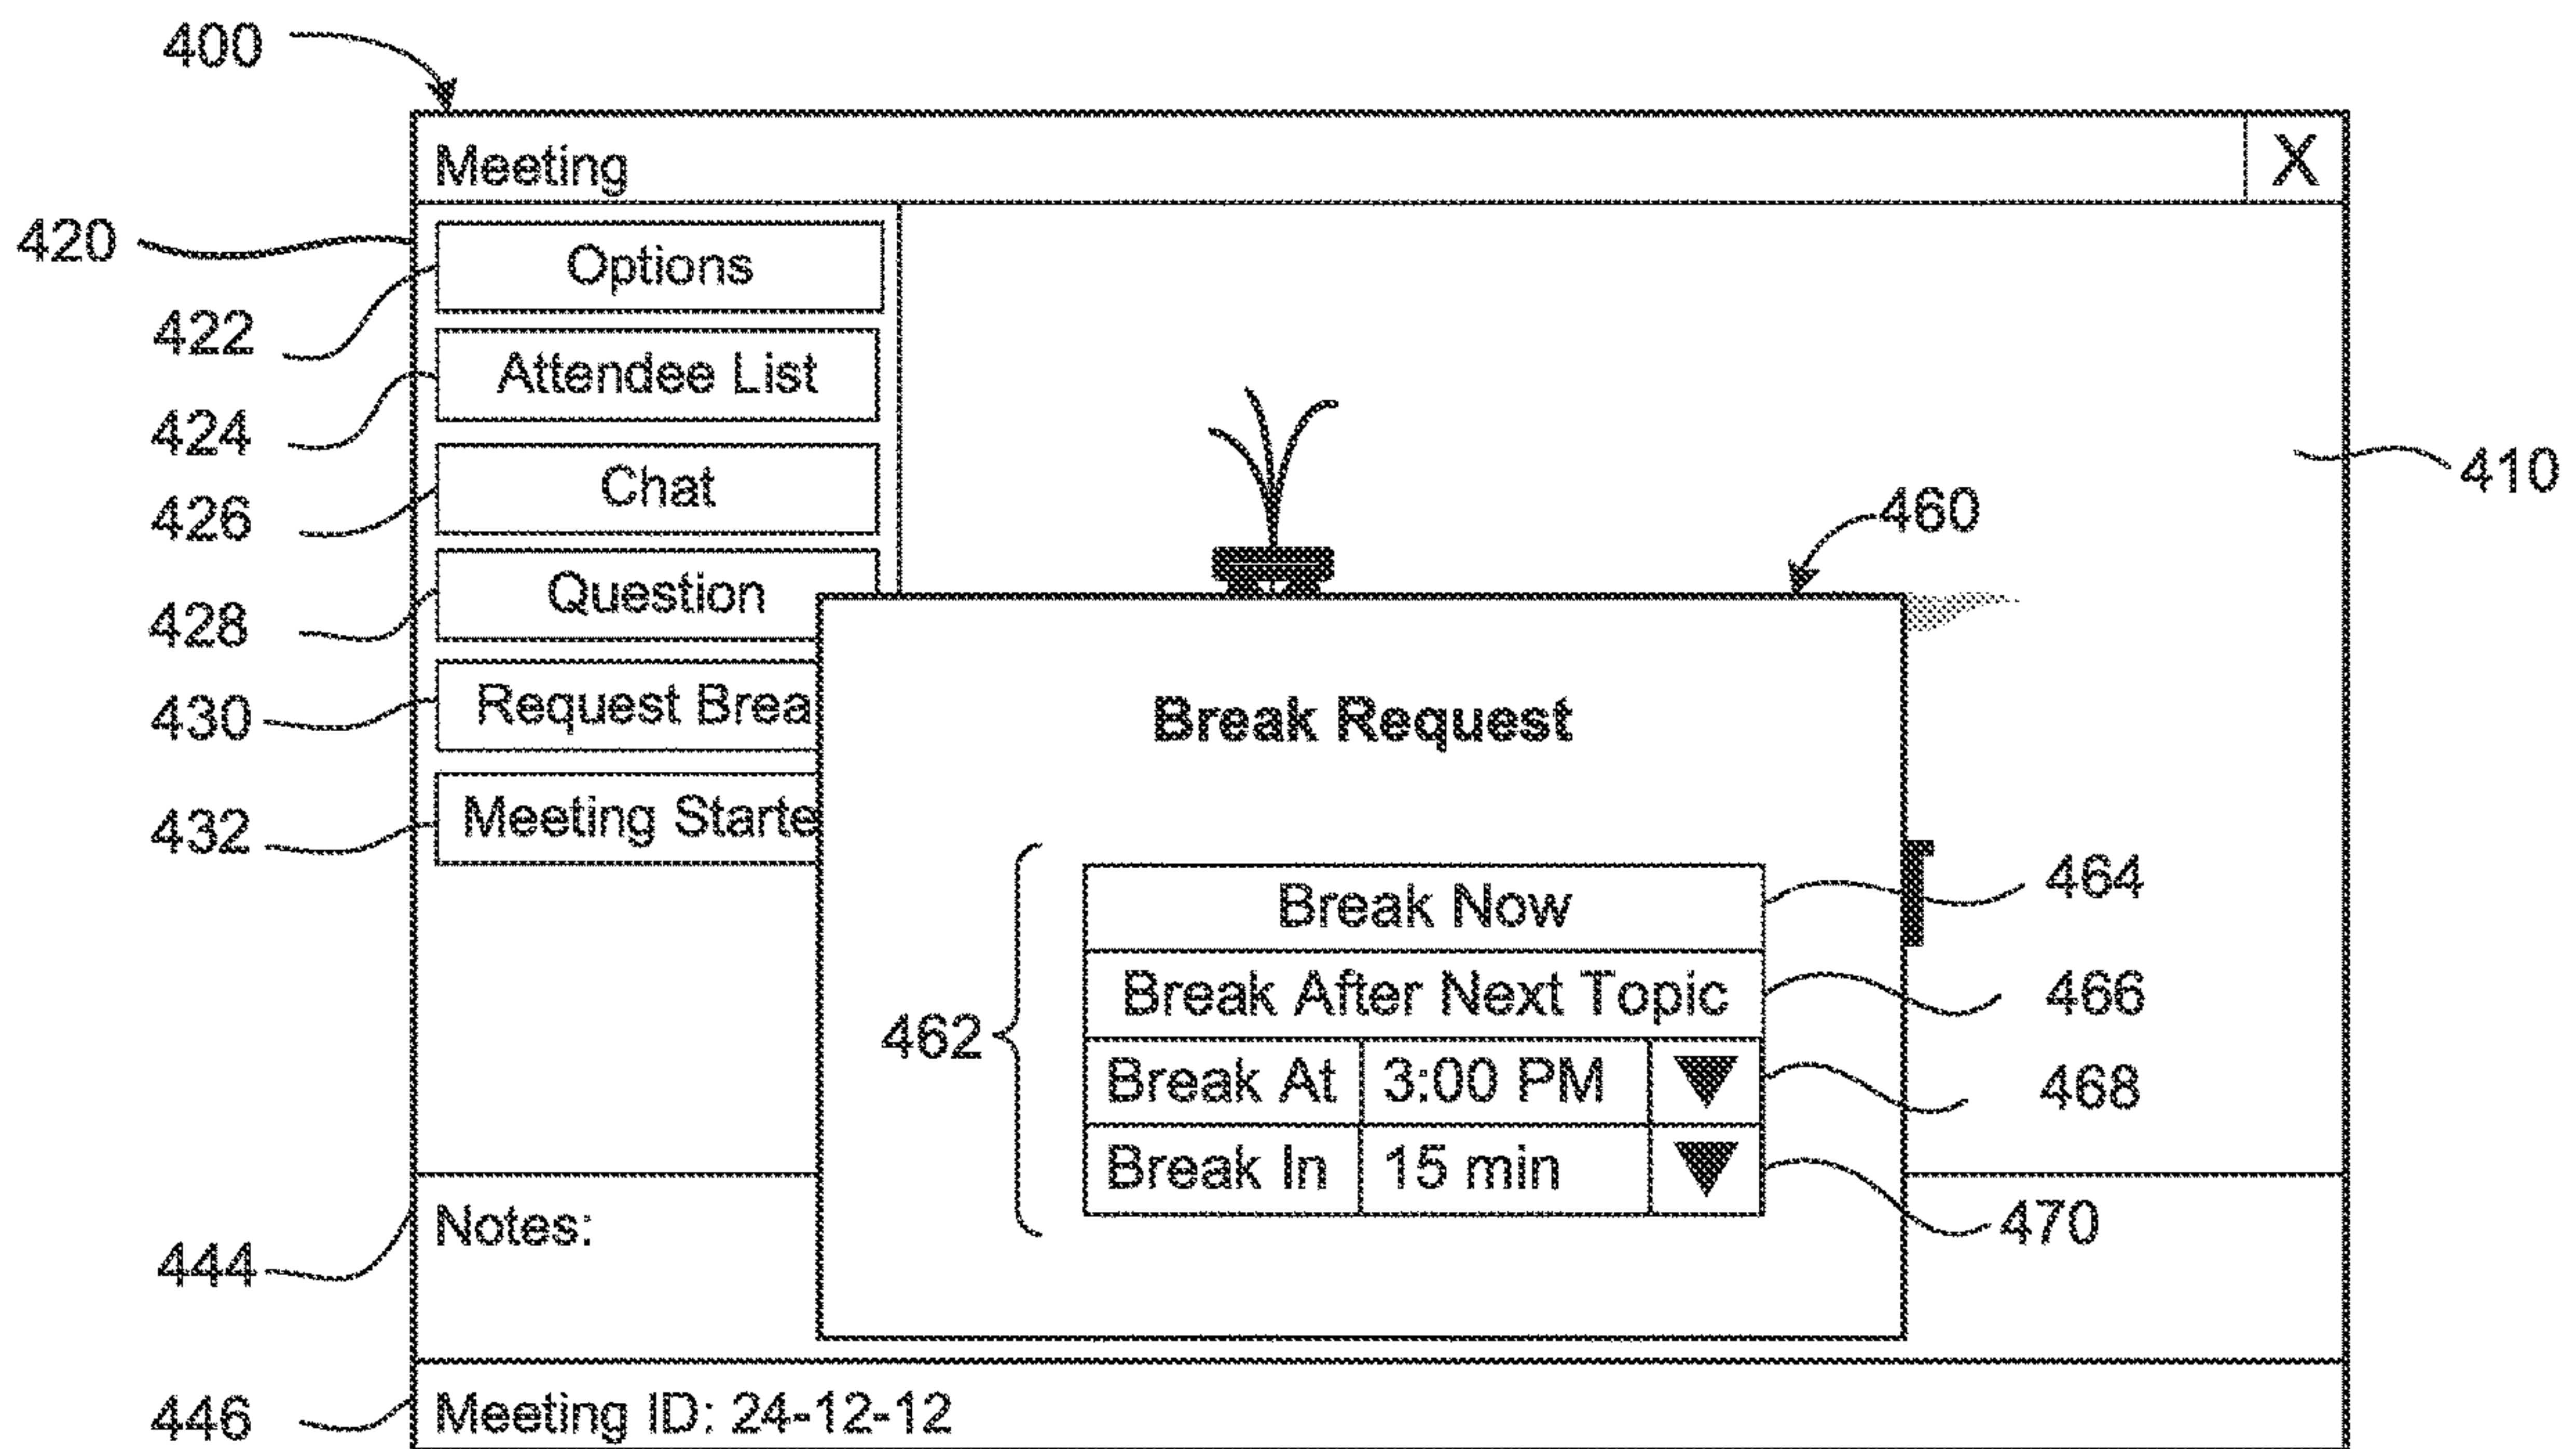 400
Meeting X
420
Options
422
Attendee List
424
Chat
426
410
460
Question
428
Request Brea
430
Break Request
Meeting Starte
432
464
Break Now
466
Break After Next Topic
462
468
Break At 3:00 PM
Break In 15 min
470
444
Notes:
446
Meeting ID: 24-12-12